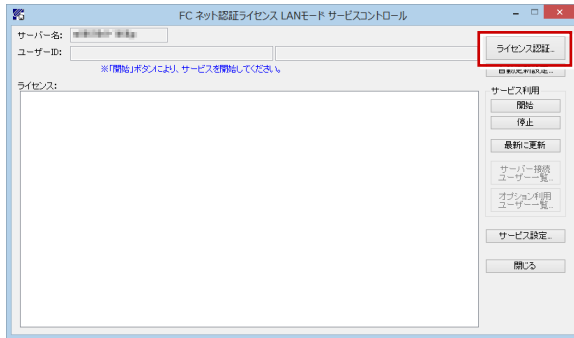 FC ネット認証ライセンス LANモード サービスコントロール
サーバー名:
ユーザーID:
※「開始」ボタンにより、サービスを開始してください。
ライセンス:
ライセンス認証...
自動更新設定...
サービス利用
開始
停止
最新に更新
サーバー接続
ユーザー一覧...
オプション利用
ユーザー一覧...
サービス設定...
閉じる